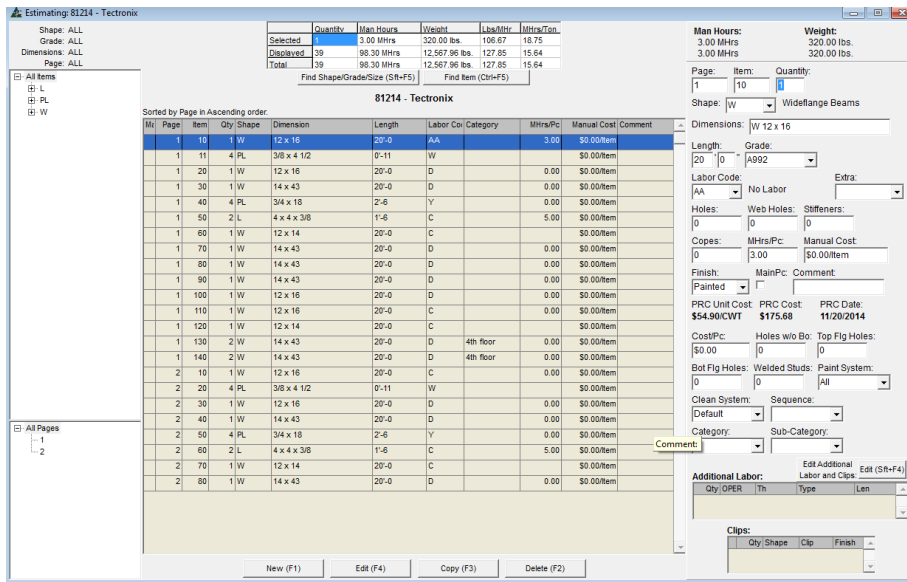 Estimating: 81214 - Tectronix
Shape: ALL
Grade: ALL
Dimensions: ALL
Page: ALL
Quantity Man Hours Weight Lbs/MHr MHrs/Ton
Selected 1 3.00 MHrs 320.00 lbs. 106.67 18.75
Displayed 39 98.30 MHrs 12,567.96 lbs. 127.85 15.64
Total 39 98.30 MHrs 12,567.96 lbs. 127.85 15.64
Find Shape/Grade/Size (Sft+F5) Find Item (Ctrl+F5)
All Items
L
PL
W
81214 - Tectronix
Sorted by Page in Ascending order.
Mr Page Item Qty Shape Dimension Length Labor Co Category MHrs/Pc Manual Cost Comment
1 10 1 W 12 x 16 20'-0 AA 3.00 $0.00/Item
1 11 4 PL 3/8 x 4 1/2 0'-11 W $0.00/Item
1 20 1 W 12 x 16 20'-0 D 0.00 $0.00/Item
1 30 1 W 14 x 43 20'-0 D 0.00 $0.00/Item
1 40 4 PL 3/4 x 18 2'-6 Y 0.00 $0.00/Item
1 50 2 L 4 x 4 x 3/8 1'-6 C 5.00 $0.00/Item
1 60 1 W 12 x 14 20'-0 C $0.00/Item
1 70 1 W 14 x 43 20'-0 D 0.00 $0.00/Item
1 80 1 W 14 x 43 20'-0 D 0.00 $0.00/Item
1 90 1 W 14 x 43 20'-0 D 0.00 $0.00/Item
1 100 1 W 12 x 16 20'-0 D 0.00 $0.00/Item
1 110 1 W 12 x 16 20'-0 C 0.00 $0.00/Item
1 120 1 W 12 x 14 20'-0 C $0.00/Item
1 130 2 W 14 x 43 20'-0 D 4th floor 0.00 $0.00/Item
1 140 2 W 14 x 43 20'-0 D 4th floor 0.00 $0.00/Item
2 10 1 W 12 x 16 20'-0 C 0.00 $0.00/Item
2 20 4 PL 3/8 x 4 1/2 0'-11 W $0.00/Item
2 30 1 W 12 x 16 20'-0 D 0.00 $0.00/Item
2 40 1 W 14 x 43 20'-0 D 0.00 $0.00/Item
2 50 4 PL 3/4 x 18 2'-6 Y 0.00 $0.00/Item
2 60 2 L 4 x 4 x 3/8 1'-6 C 5.00 $0.00/Item
2 70 1 W 12 x 14 20'-0 C $0.00/Item
2 80 1 W 14 x 43 20'-0 D 0.00 $0.00/Item
All Pages
1
2
New (F1) Edit (F4) Copy (F3) Delete (F2)
Man Hours: Weight:
3.00 MHrs 320.00 lbs.
3.00 MHrs 320.00 lbs.
Page: Item: Quantity:
1 10 1
Shape: W Wideflange Beams
Dimensions: W 12 x 16
Length: Grade:
20 ' 0 " A992
Labor Code: Extra:
AA No Labor
Holes: Web Holes: Stiffeners:
0 0 0
Copes: MHrs/Pc: Manual Cost:
0 3.00 $0.00/Item
Finish: MainPc: Comment:
Painted
PRC Unit Cost: PRC Cost: PRC Date:
$54.90/CWT $175.68 11/20/2014
Cost/Pc: Holes w/o Bo: Top Flg Holes:
$0.00 0 0
Bot Flg Holes: Welded Studs: Paint System:
0 0 All
Clean System: Sequence:
Default
Category: Sub-Category:
Comment:
Additional Labor: Edit Additional Labor and Clips: Edit (Sft+F4)
Qty OPER Th Type Len
Clips:
Qty Shape Clip Finish